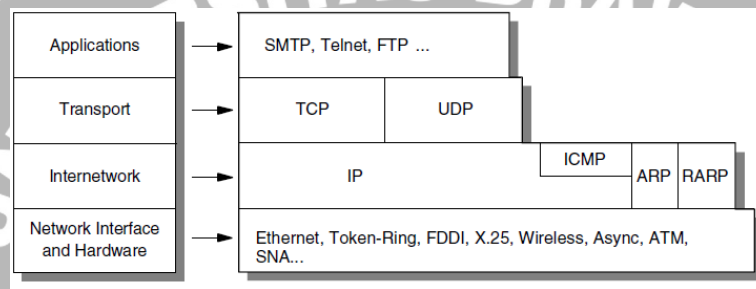 Applications
SMTP, Telnet, FTP ...
Transport
TCP
UDP
Internetwork
IP
ICMP
ARP
RARP
Network Interface
and Hardware
Ethernet, Token-Ring, FDDI, X.25, Wireless, Async, ATM,
SNA...